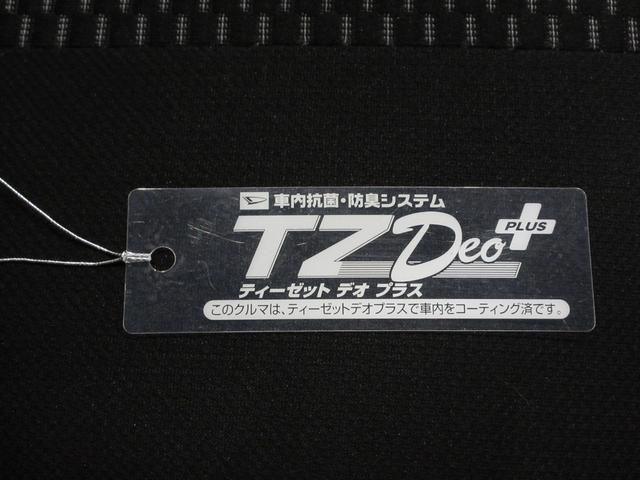 車内抗菌・防臭システム
TZ Deo PLUS
ティーゼット デオ プラス
このクルマは、ティーゼットデオプラスで車内をコーティング済です。